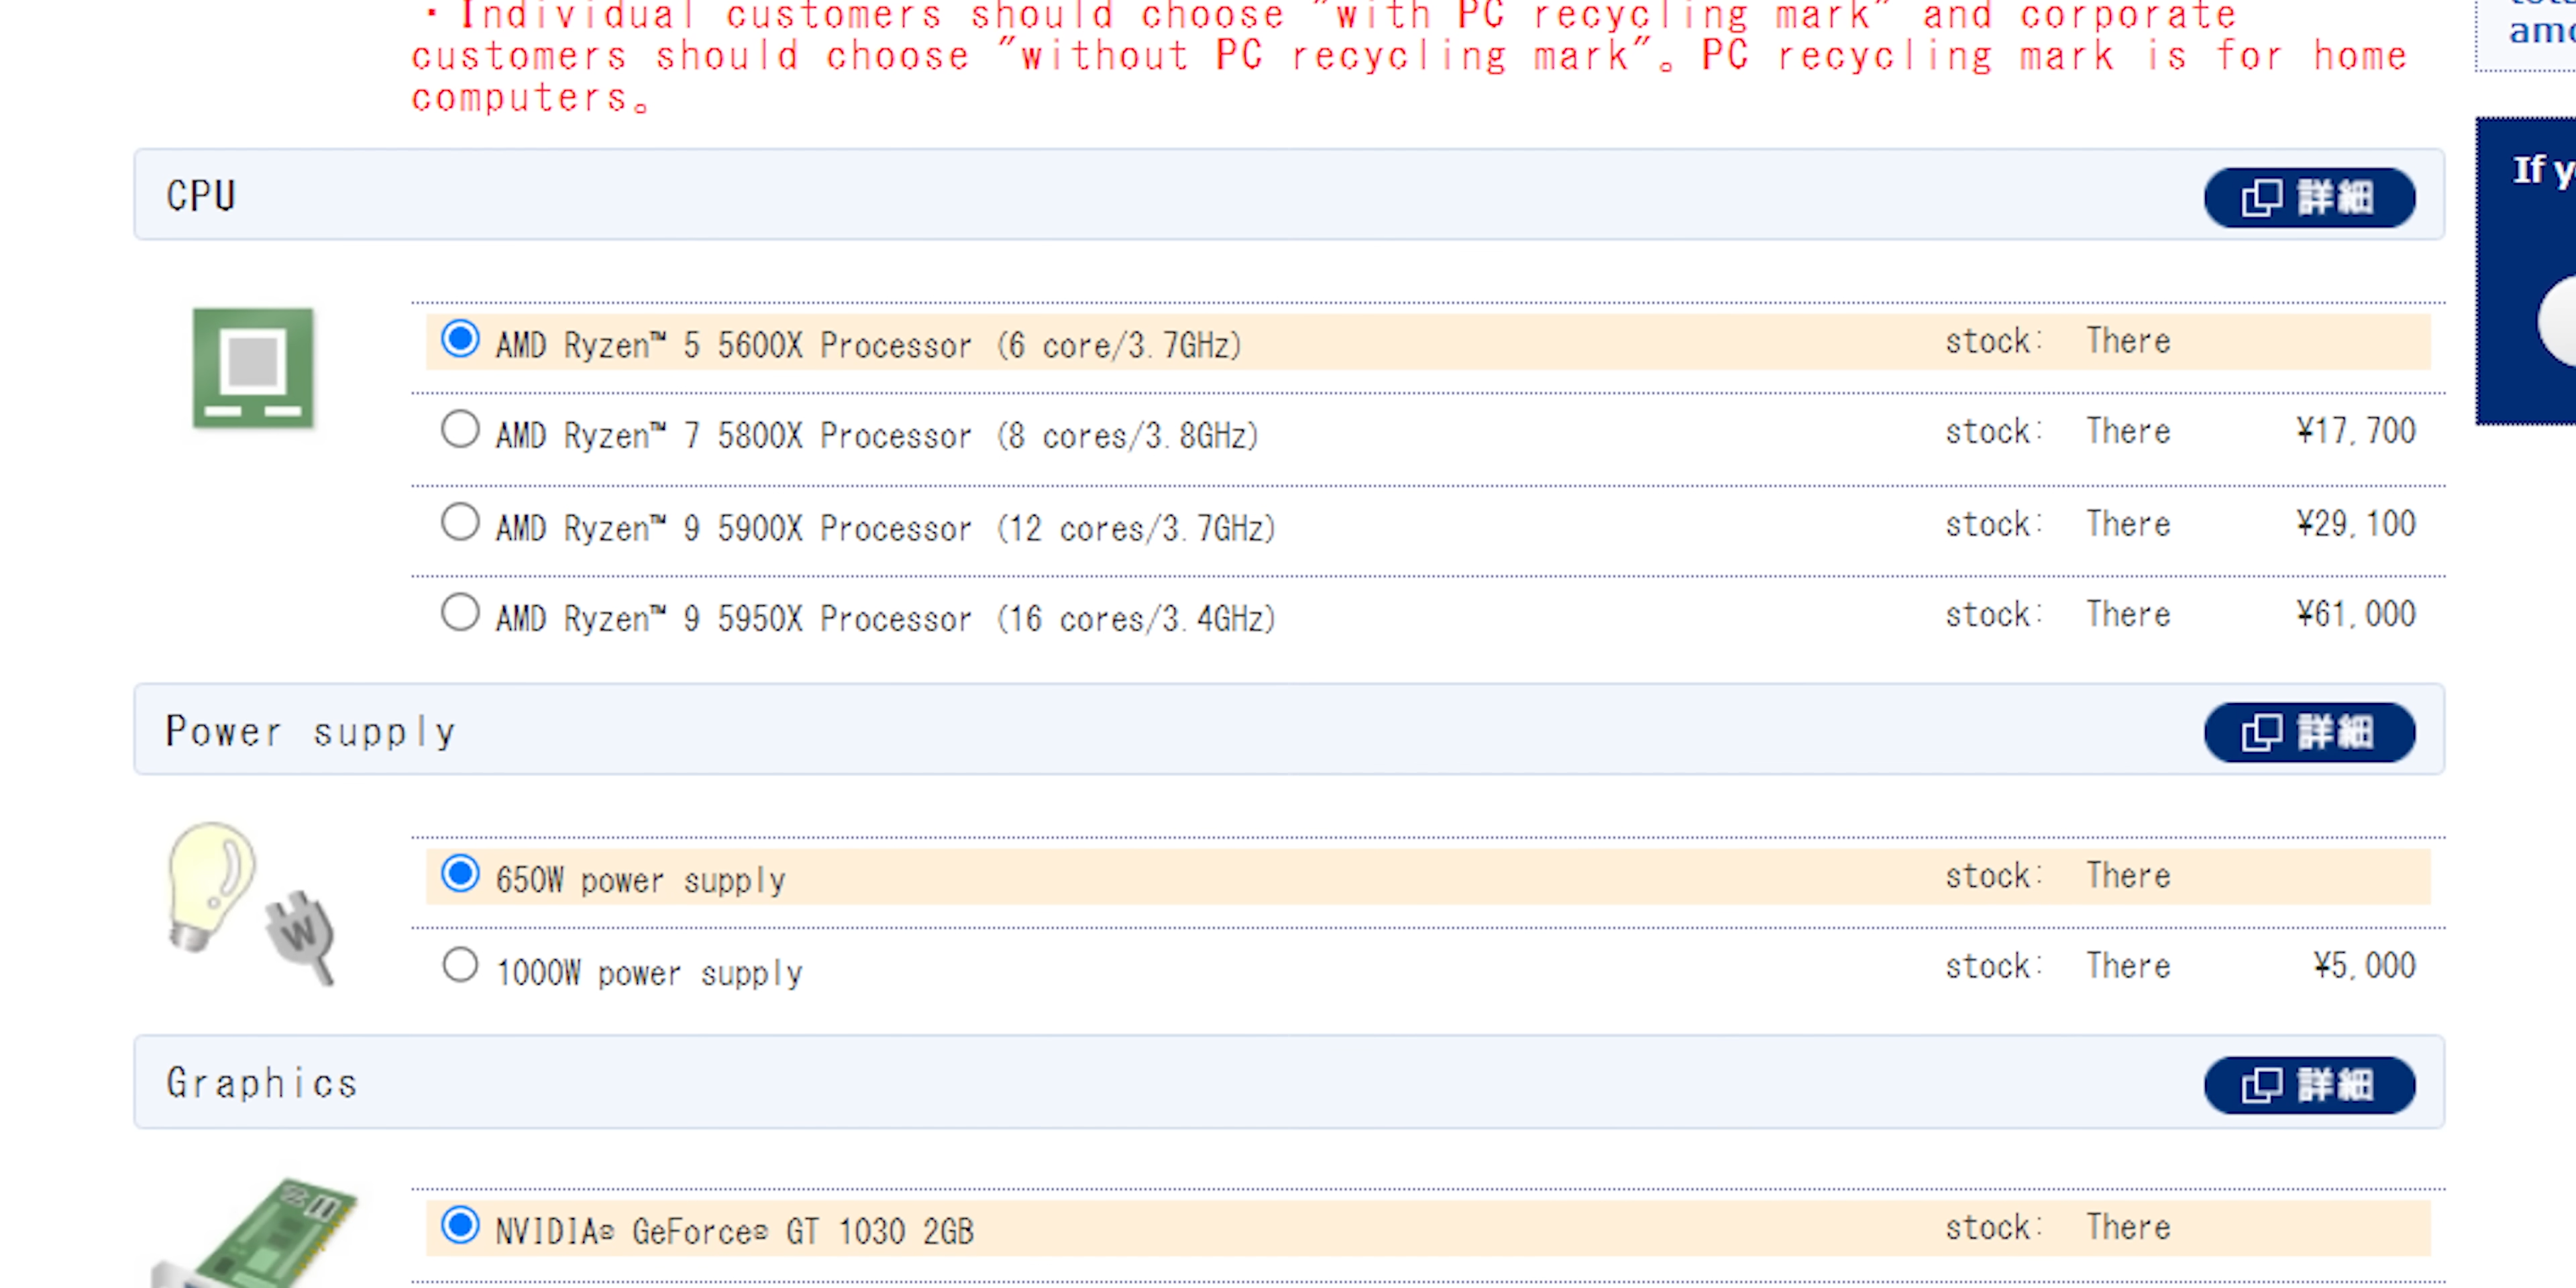 ・Individual customers should choose "with PC recycling mark" and corporate
customers should choose "without PC recycling mark"。PC recycling mark is for home
computers。
CPU
詳細
AMD Ryzen™ 5 5600X Processor (6 core/3.7GHz) stock: There
AMD Ryzen™ 7 5800X Processor (8 cores/3.8GHz) stock: There ¥17,700
AMD Ryzen™ 9 5900X Processor (12 cores/3.7GHz) stock: There ¥29,100
AMD Ryzen™ 9 5950X Processor (16 cores/3.4GHz) stock: There ¥61,000
Power supply
詳細
W
650W power supply stock: There
1000W power supply stock: There ¥5,000
Graphics
詳細
NVIDIA® GeForce® GT 1030 2GB stock: There
If